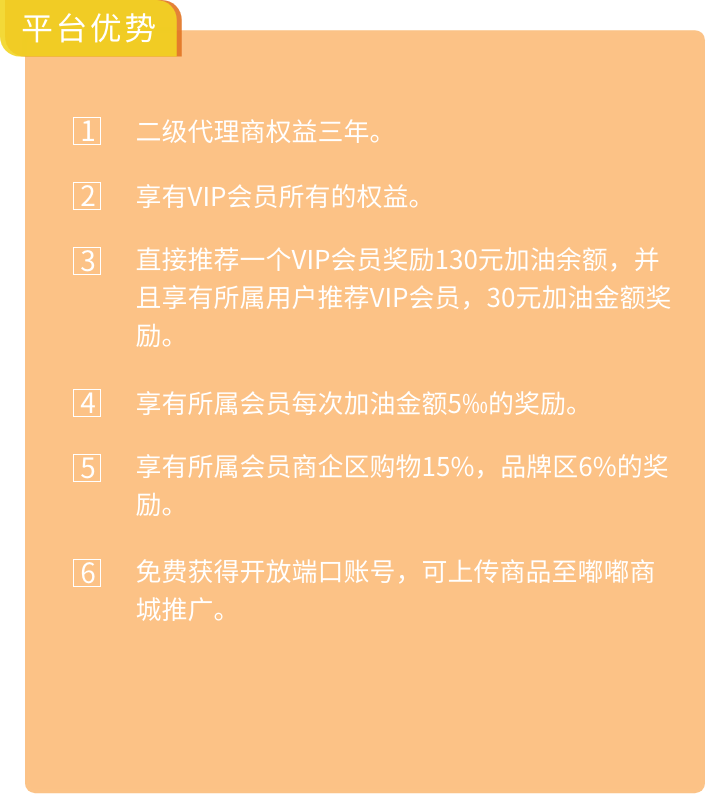 平台优势
1 二级代理商权益三年。
2 享有VIP会员所有的权益。
3 直接推荐一个VIP会员奖励130元加油余额，并
且享有所属用户推荐VIP会员，30元加油金额奖
励。
4 享有所属会员每次加油金额5‰的奖励。
5 享有所属会员商企区购物15%，品牌区6%的奖
励。
6 免费获得开放端口账号，可上传商品至嘟嘟商
城推广。